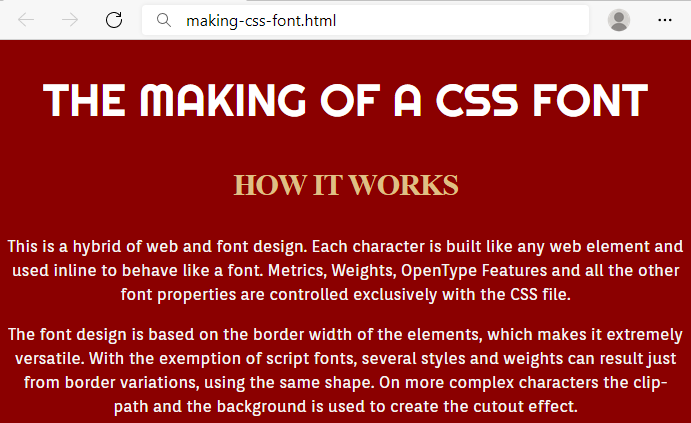 making-css-font.html
THE MAKING OF A CSS FONT
HOW IT WORKS
This is a hybrid of web and font design. Each character is built like any web element and
used inline to behave like a font. Metrics, Weights, OpenType Features and all the other
font properties are controlled exclusively with the CSS file.
The font design is based on the border width of the elements, which makes it extremely
versatile. With the exemption of script fonts, several styles and weights can result just
from border variations, using the same shape. On more complex characters the clip-
path and the background is used to create the cutout effect.